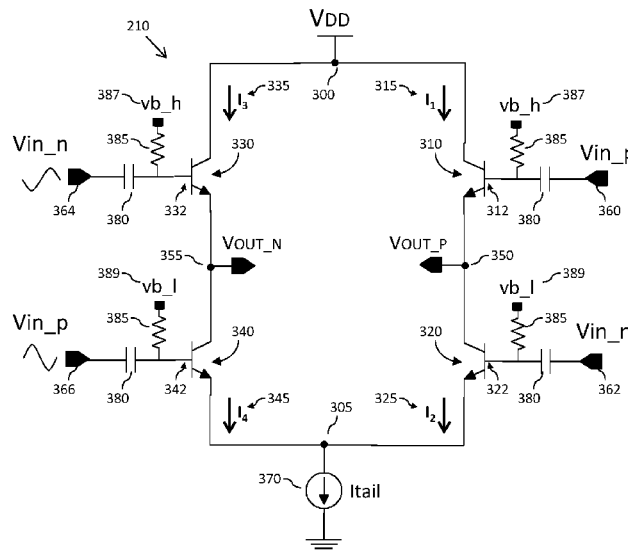 210
VDD
300
387
vb_h
385
335
I3
315
I1
387
vb_h
385
Vin_n
364
380
332
330
310
312
380
Vin_p
360
355
VOUT_N
VOUT_P
350
389
vb_l
385
389
vb_l
385
Vin_p
366
380
342
340
320
322
380
Vin_n
362
345
I4
305
325
I2
370
Itail